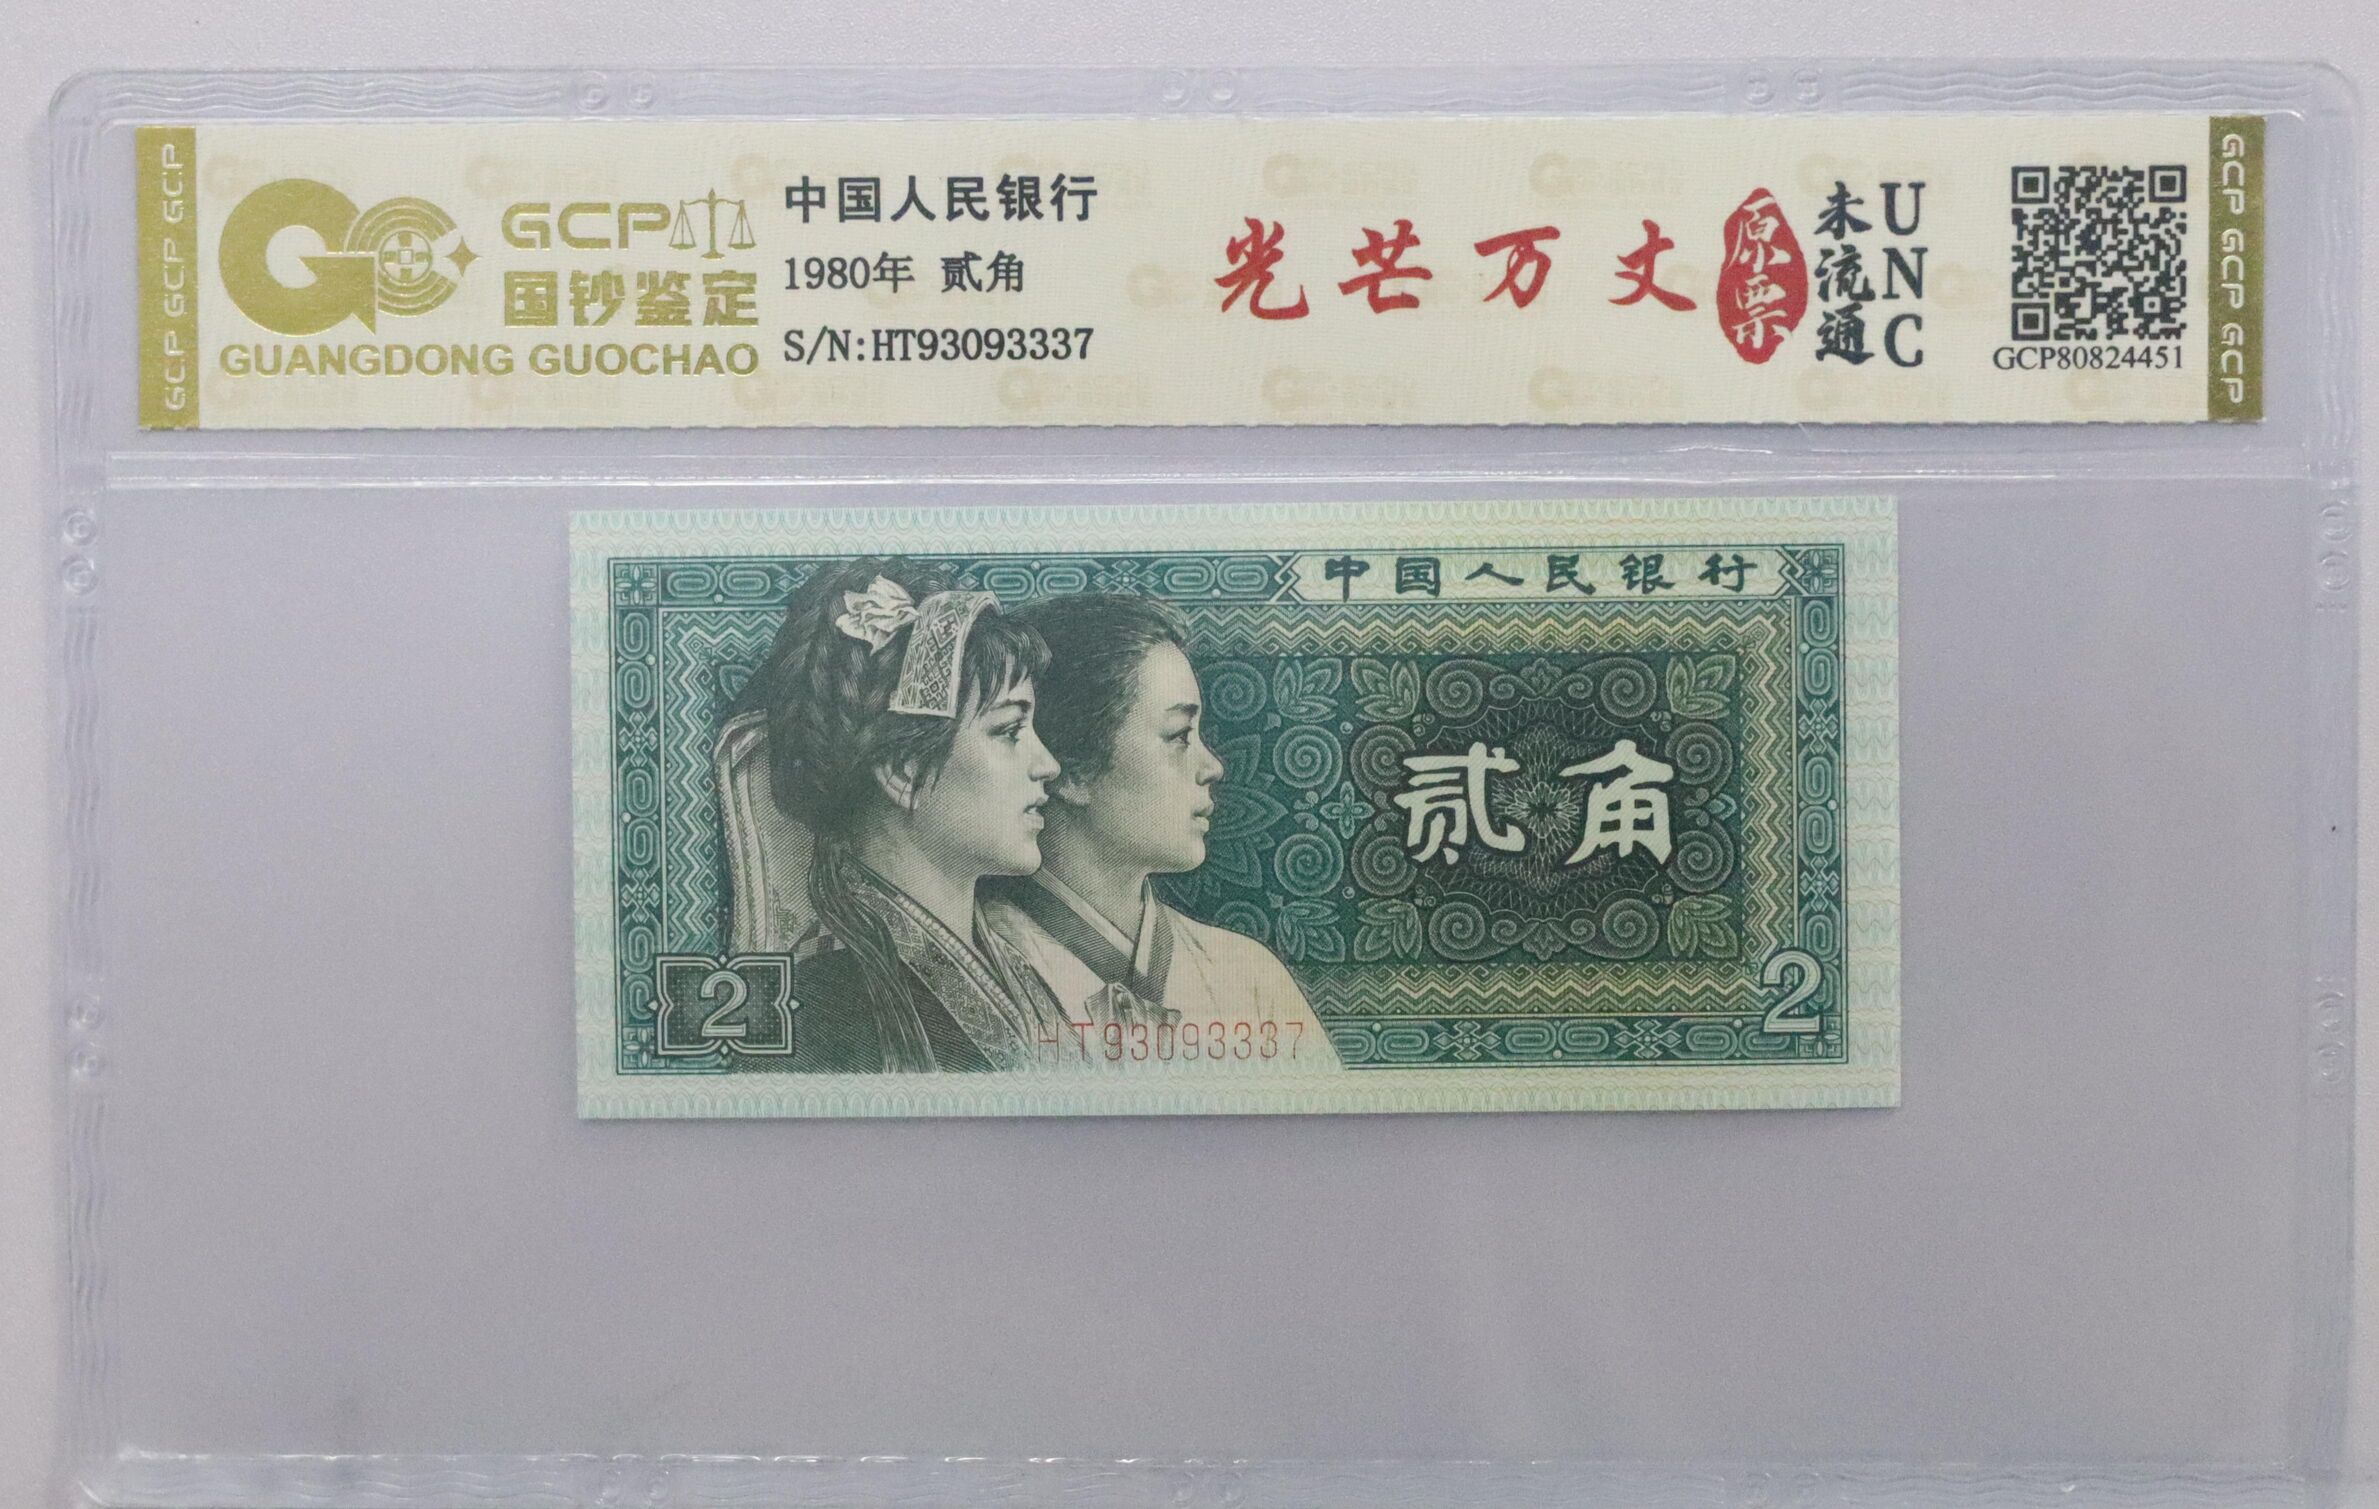 GCP GCP GCP
GCP
国钞鉴定
GUANGDONG GUOCHAO
中国人民银行
1980年 贰角
S/N:HT93093337
光芒万丈
原票
未流通
UNC
GCP80824451
GCP GCP GCP
中国人民银行
贰角
2
2
HT93093337